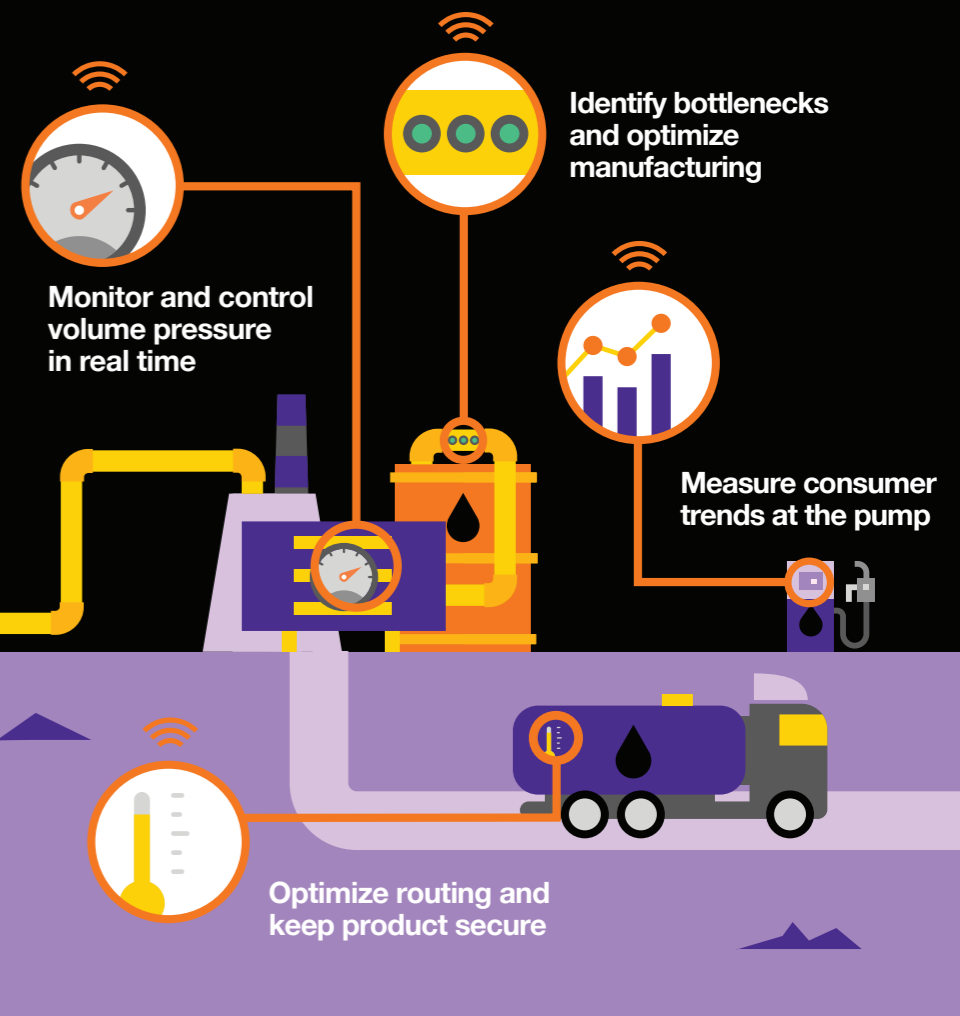 Identify bottlenecks
and optimize
manufacturing
Monitor and control
volume pressure
in real time
Measure consumer
trends at the pump
Optimize routing and
keep product secure